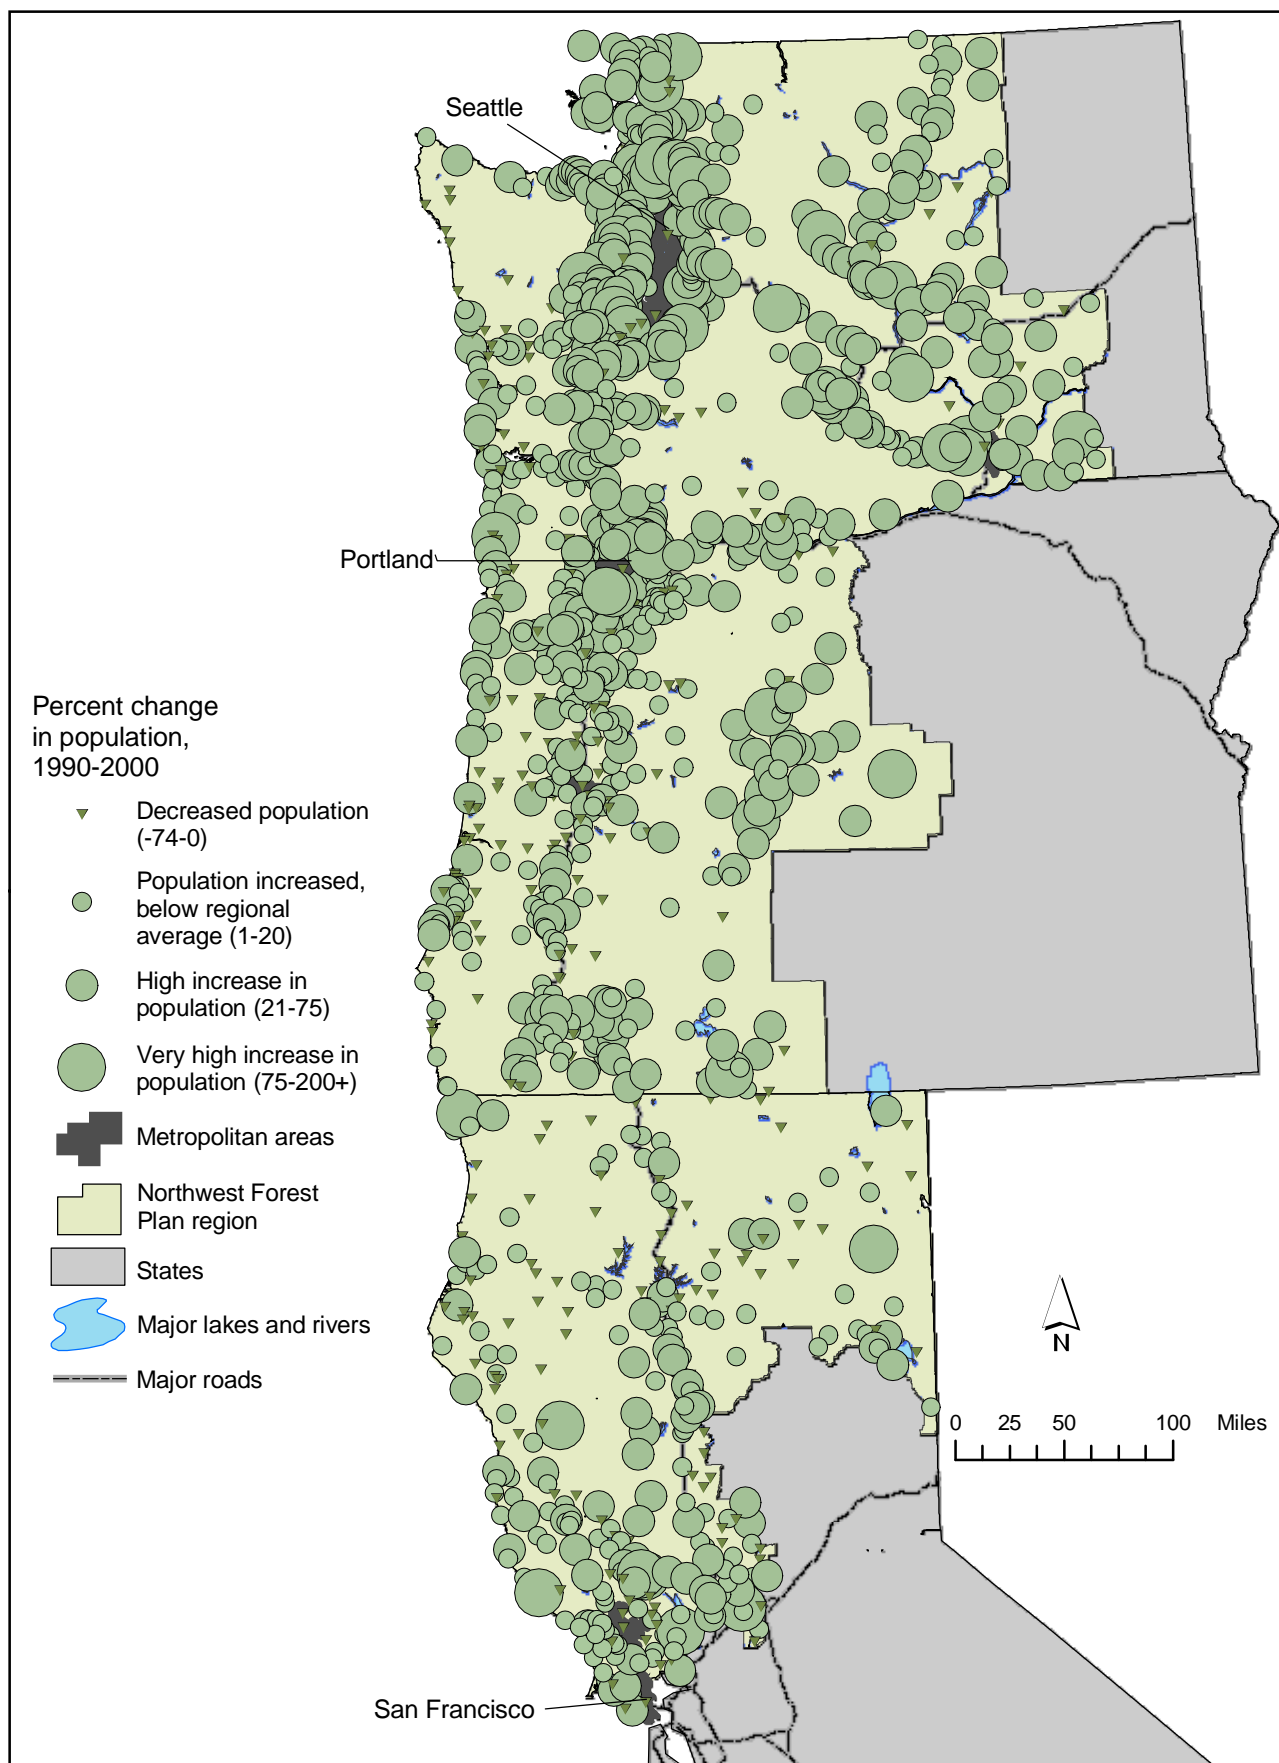 Seattle
Portland
Percent change
in population,
1990-2000
Decreased population
(-74-0)
Population increased,
below regional
average (1-20)
High increase in
population (21-75)
Very high increase in
population (75-200+)
Metropolitan areas
Northwest Forest
Plan region
States
Major lakes and rivers
Major roads
N
0 25 50 100 Miles
San Francisco